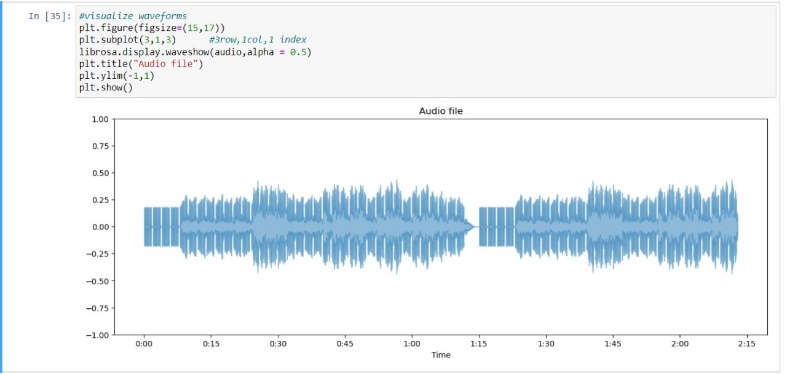 In [35]: #visualize waveforms
plt.figure(figsize=(15,17))
plt.subplot(3,1,3)     #3row,1col,1 index
librosa.display.waveshow(audio,alpha = 0.5)
plt.title("Audio file")
plt.ylim(-1,1)
plt.show()
Audio file
1.00
0.75
0.50
0.25
0.00
−0.25
−0.50
−0.75
−1.00
0:00 0:15 0:30 0:45 1:00 1:15 1:30 1:45 2:00 2:15
Time